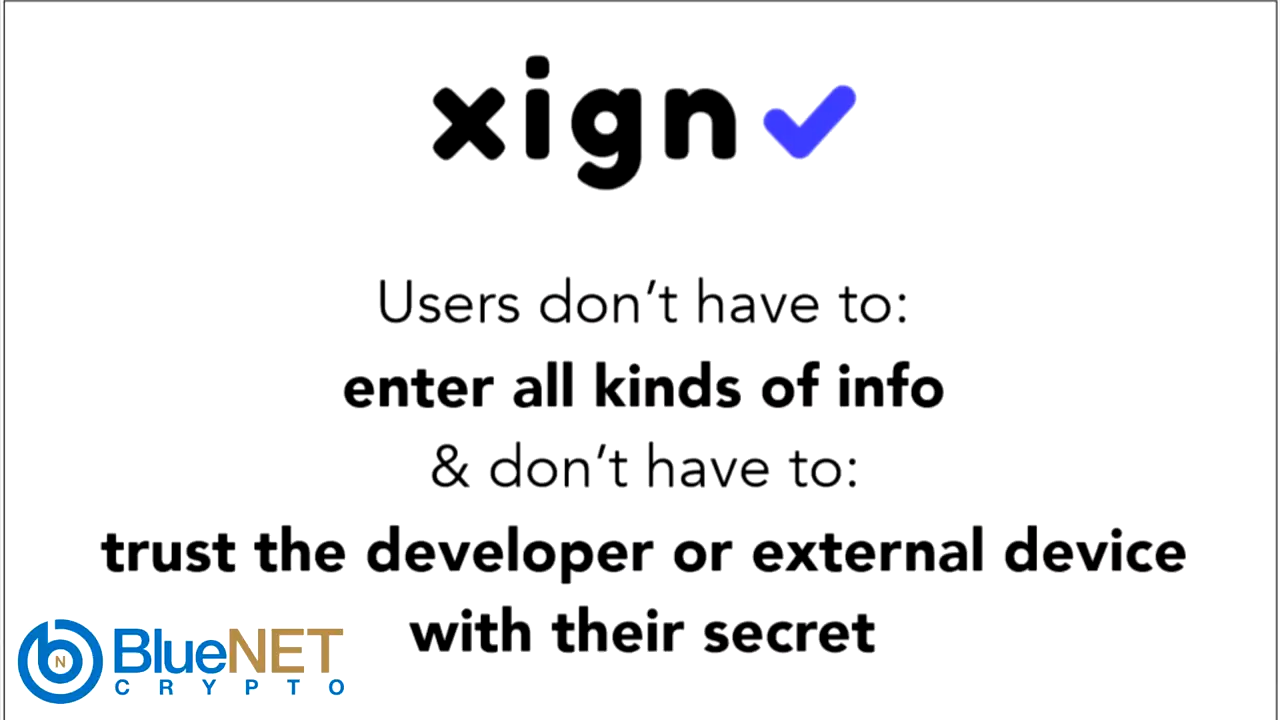 xign
Users don’t have to:
enter all kinds of info
& don’t have to:
trust the developer or external device
with their secret
b N BlueNET
CRYPTO